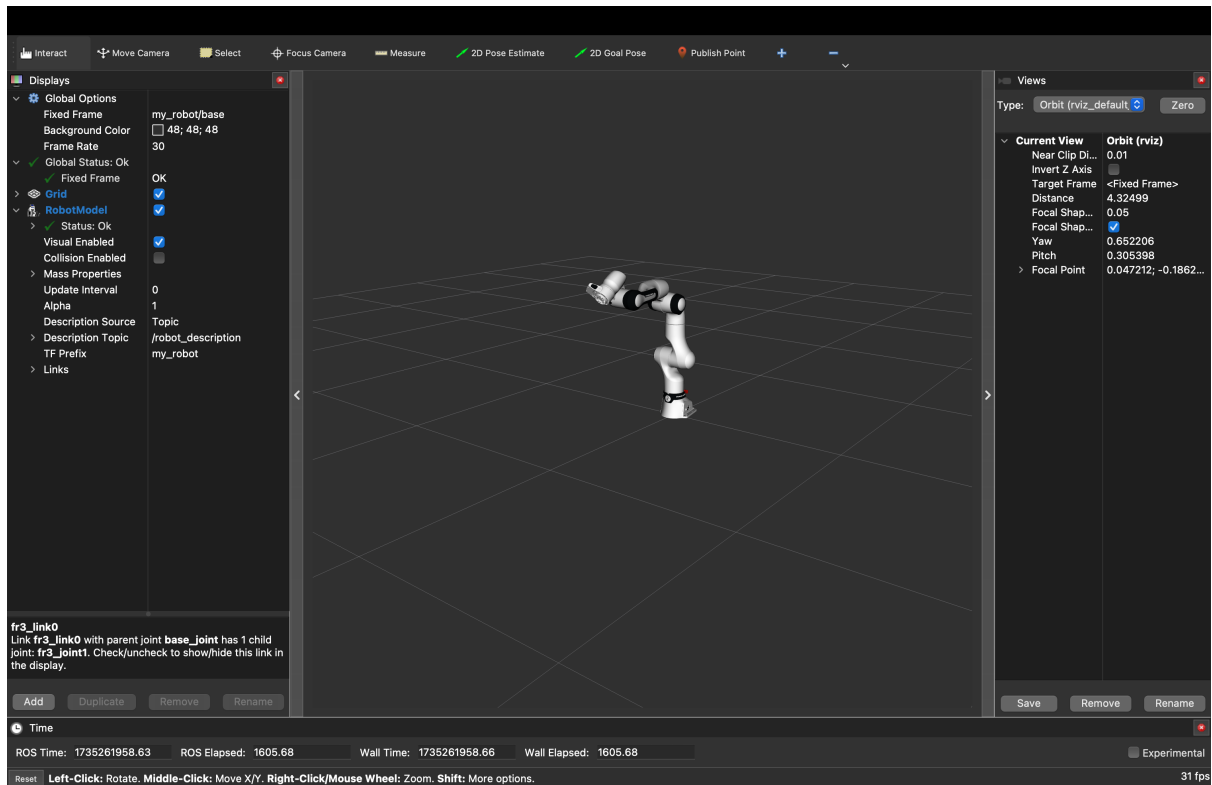 Interact
Move Camera
Select
Focus Camera
Measure
2D Pose Estimate
2D Goal Pose
Publish Point
Displays
Global Options
Fixed Frame my_robot/base
Background Color 48; 48; 48
Frame Rate 30
Global Status: Ok
Fixed Frame OK
Grid
RobotModel
Status: Ok
Visual Enabled
Collision Enabled
Mass Properties
Update Interval 0
Alpha 1
Description Source Topic
Description Topic /robot_description
TF Prefix my_robot
Links
fr3_link0
Link fr3_link0 with parent joint base_joint has 1 child
joint: fr3_joint1. Check/uncheck to show/hide this link in
the display.
Add Duplicate Remove Rename
Views
Type: Orbit (rviz_default_ Zero
Current View Orbit (rviz)
Near Clip Di... 0.01
Invert Z Axis
Target Frame <Fixed Frame>
Distance 4.32499
Focal Shap... 0.05
Focal Shap...
Yaw 0.652206
Pitch 0.305398
Focal Point 0.047212; -0.1862...
Save Remove Rename
Time
ROS Time: 1735261958.63 ROS Elapsed: 1605.68 Wall Time: 1735261958.66 Wall Elapsed: 1605.68 Experimental
Reset Left-Click: Rotate. Middle-Click: Move X/Y. Right-Click/Mouse Wheel: Zoom. Shift: More options. 31 fps